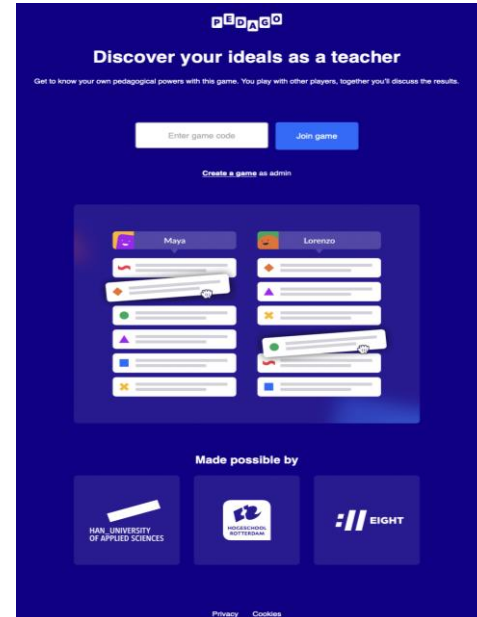 PEDAGO
Discover your ideals as a teacher
Get to know your own pedagogical powers with this game. You play with other players, together you'll discuss the results.
Enter game code
Join game
Create a game as admin
Maya
Lorenzo
Made possible by
HAN_UNIVERSITY
OF APPLIED SCIENCES
HOGESCHOOL
ROTTERDAM
://EIGHT
Privacy Cookies